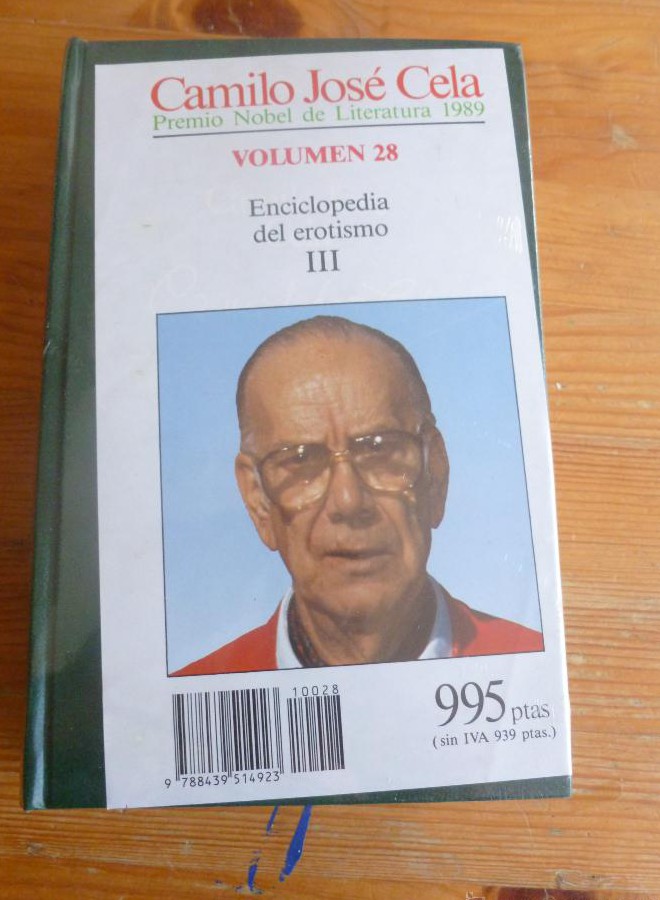 Camilo José Cela
Premio Nobel de Literatura 1989
VOLUMEN 28
Enciclopedia
del erotismo
III
10028
995 ptas
(sin IVA 939 ptas.)
9 788439 514923